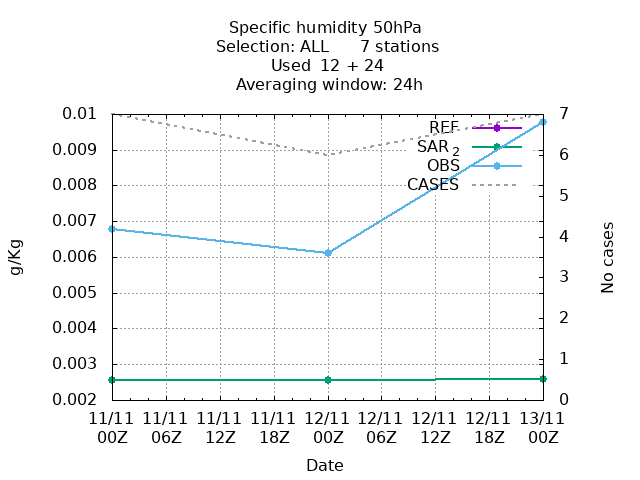 Specific humidity 50hPa
Selection: ALL 7 stations
Used 12 + 24
Averaging window: 24h
0.01
0.009
0.008
0.007
0.006
0.005
0.004
0.003
0.002
g/Kg
7
6
5
4
3
2
1
0
No cases
REF
SAR 2
OBS
CASES
11/11 11/11 11/11 11/11 12/11 12/11 12/11 12/11 13/11
00Z 06Z 12Z 18Z 00Z 06Z 12Z 18Z 00Z
Date